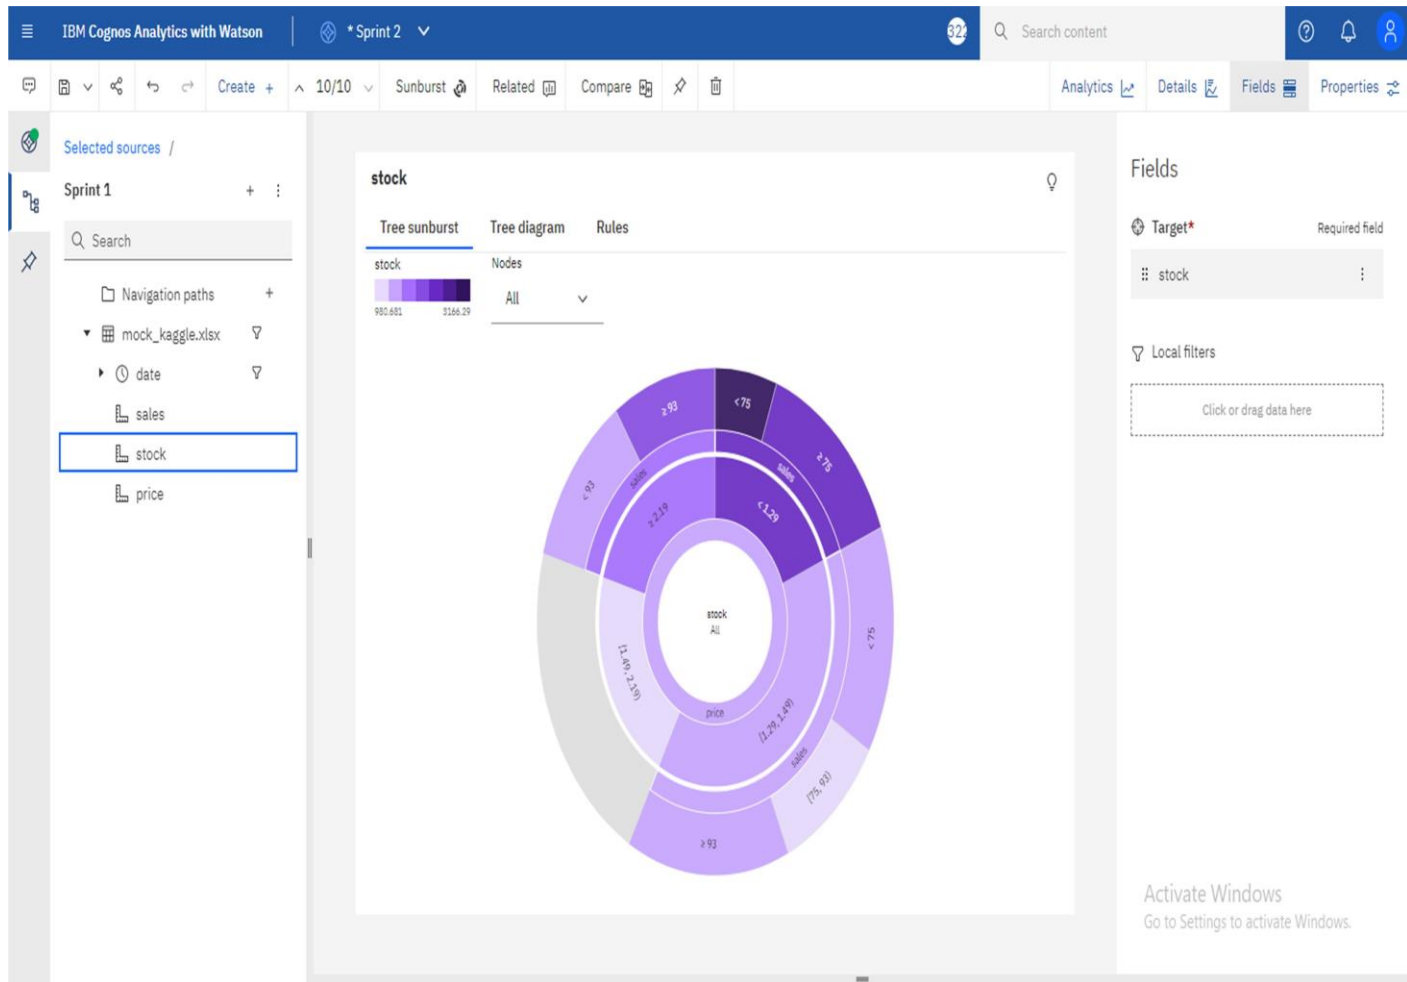 IBM Cognos Analytics with Watson
* Sprint 2
322
Search content
Create +
10/10
Sunburst
Related
Compare
Analytics
Details
Fields
Properties
Selected sources /
Sprint 1
Search
Navigation paths
mock_kaggle.xlsx
date
sales
stock
price
stock
Tree sunburst
Tree diagram
Rules
stock
980.681
3166.29
Nodes
All
≥ 93
< 75
< 93
sales
sales
≥ 75
≥ 2.19
< 1.29
stock
All
< 75
[1.49, 2.19)
price
[1.29, 1.49)
sales
[75, 93)
≥ 93
Fields
Target*
Required field
stock
Local filters
Click or drag data here
Activate Windows
Go to Settings to activate Windows.